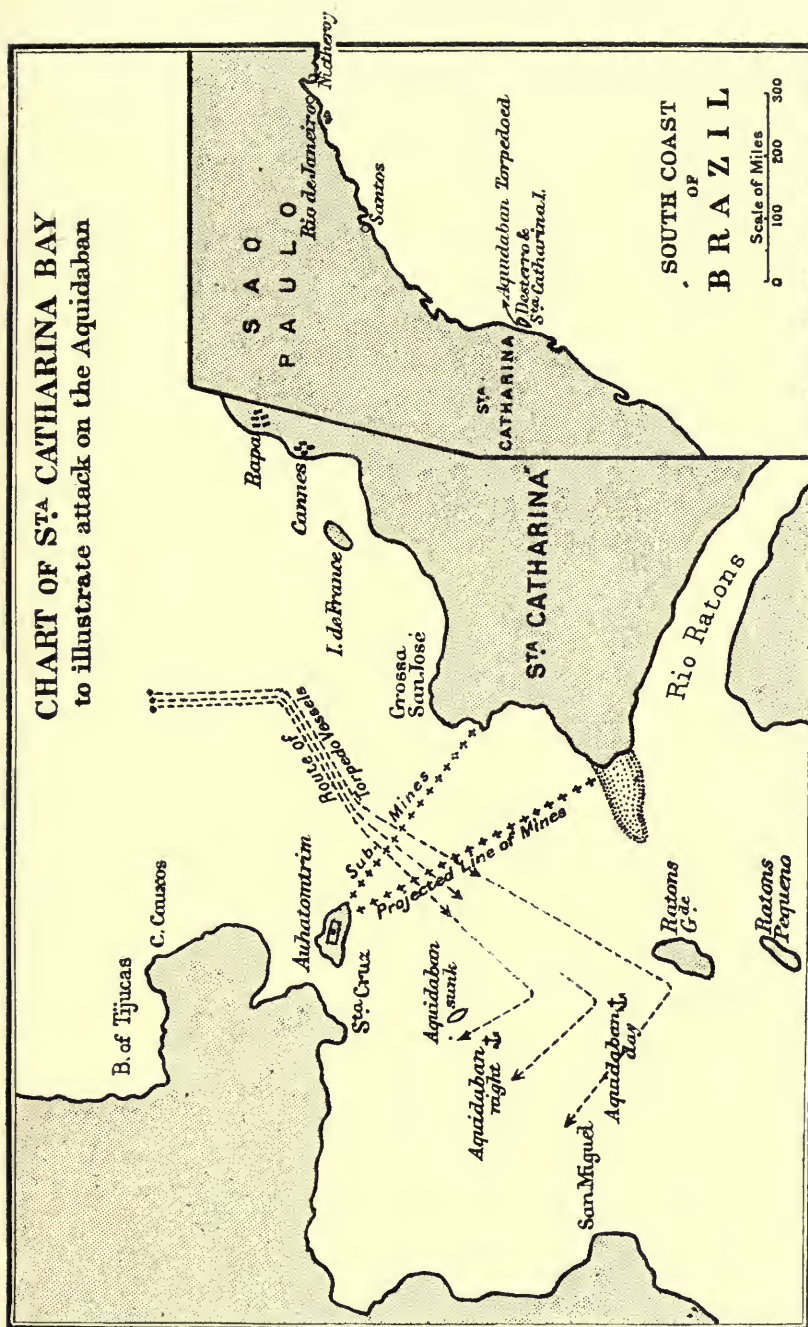 CHART OF STA CATHARINA BAY
to illustrate attack on the Aquidaban
B. of Tijucas
C. Cauxos
Rapa
Cannes
I. de France
Auhatomtrim
Sta Cruz
Route of
Torpedo Vessels
Sub. Mines
Projected Line of Mines
Grossa
San José
STA CATHARINA
Aquidaban
sunk
Aquidaban
night
Aquidaban
day
San Miguel
Ratons
Gde
Ratons
Pequeno
Rio Ratons
SAO
PAULO
Rio de Janeiro
Nictheroy
Santos
STA
CATHARINA
Aquidaban Torpedoed
Desterro &
Sta Catharina I.
SOUTH COAST
OF
BRAZIL
Scale of Miles
0 100 200 300